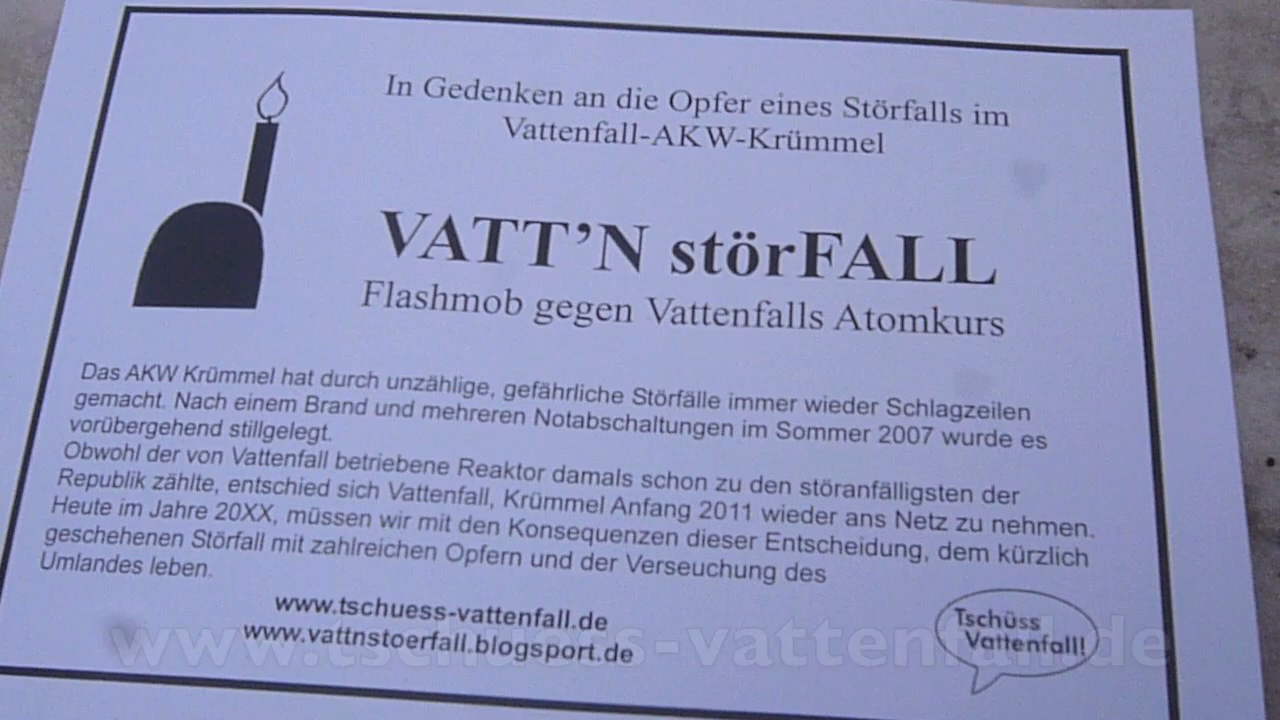 In Gedenken an die Opfer eines Störfalls im
Vattenfall-AKW-Krümmel
VATT'N störFALL
Flashmob gegen Vattenfalls Atomkurs
Das AKW Krümmel hat durch unzählige, gefährliche Störfälle immer wieder Schlagzeilen
gemacht. Nach einem Brand und mehreren Notabschaltungen im Sommer 2007 wurde es
vorübergehend stillgelegt.
Obwohl der von Vattenfall betriebene Reaktor damals schon zu den störanfälligsten der
Republik zählte, entschied sich Vattenfall, Krümmel Anfang 2011 wieder ans Netz zu nehmen.
Heute im Jahre 20XX, müssen wir mit den Konsequenzen dieser Entscheidung, dem kürzlich
geschehenen Störfall mit zahlreichen Opfern und der Verseuchung des
Umlandes leben.
www.tschuess-vattenfall.de
www.vattnstoerfall.blogsport.de
Tschüss
Vattenfall!
www.tschuess-vattenfall.de